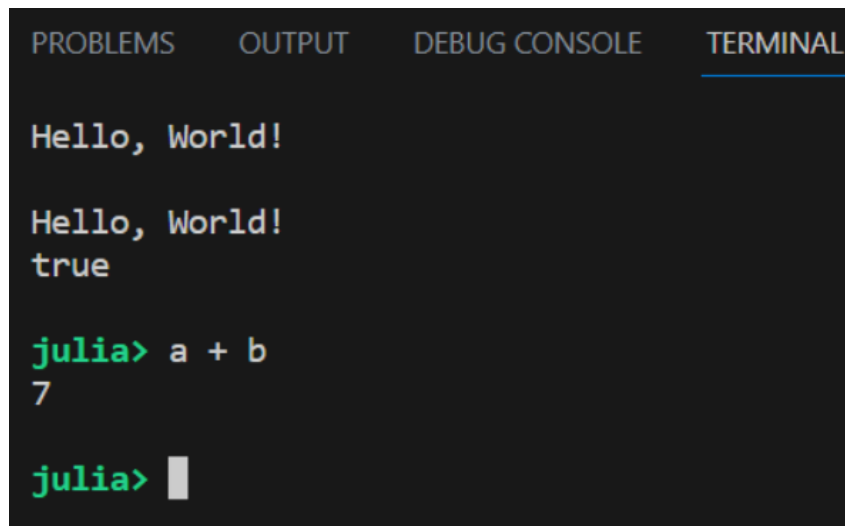 PROBLEMS OUTPUT DEBUG CONSOLE TERMINAL
Hello, World!
Hello, World!
true
julia> a + b
7
julia>